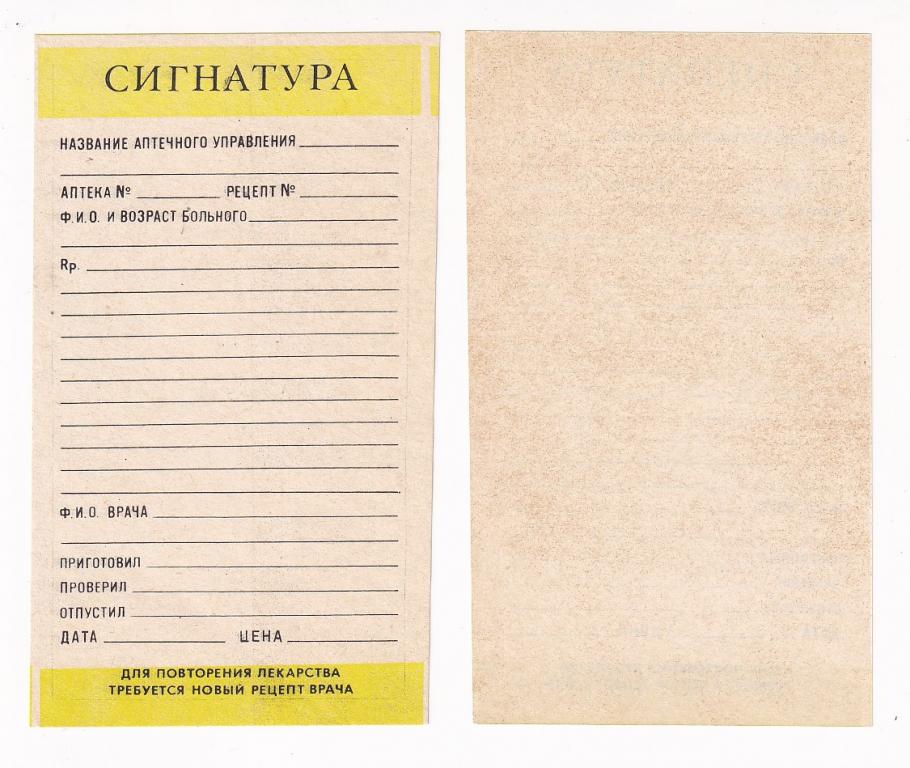 СИГНАТУРА
НАЗВАНИЕ АПТЕЧНОГО УПРАВЛЕНИЯ
АПТЕКА № РЕЦЕПТ №
Ф.И.О. И ВОЗРАСТ БОЛЬНОГО
Rp.
Ф.И.О. ВРАЧА
ПРИГОТОВИЛ
ПРОВЕРИЛ
ОТПУСТИЛ
ДАТА ЦЕНА
ДЛЯ ПОВТОРЕНИЯ ЛЕКАРСТВА
ТРЕБУЕТСЯ НОВЫЙ РЕЦЕПТ ВРАЧА